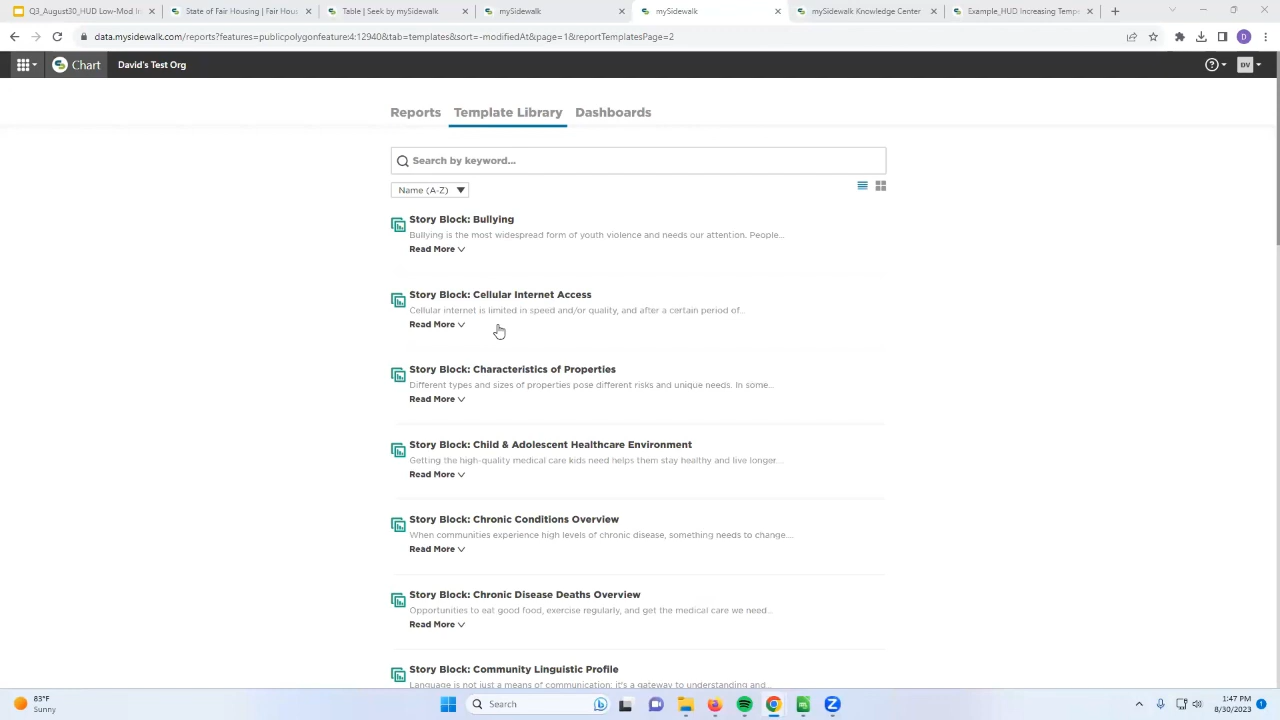 Q3_August30_HUD Low-Mod In
State of Fair Housing | Fair Hous
Table | Seek by mySidewalk
mySidewalk
mySidewalk
mySidewalk Knowledge Center
Example_HUD Increasing Temp
data.mysidewalk.com/reports?features=publicpolygonfeature:4:12940&tab=templates&sort=-modifiedAt&page=1&reportTemplatesPage=2
D
Chart
David's Test Org
DV
Reports
Template Library
Dashboards
Search by keyword...
Name (A-Z)
Story Block: Bullying
Bullying is the most widespread form of youth violence and needs our attention. People...
Read More
Story Block: Cellular Internet Access
Cellular internet is limited in speed and/or quality, and after a certain period of...
Read More
Story Block: Characteristics of Properties
Different types and sizes of properties pose different risks and unique needs. In some...
Read More
Story Block: Child & Adolescent Healthcare Environment
Getting the high-quality medical care kids need helps them stay healthy and live longer....
Read More
Story Block: Chronic Conditions Overview
When communities experience high levels of chronic disease, something needs to change....
Read More
Story Block: Chronic Disease Deaths Overview
Opportunities to eat good food, exercise regularly, and get the medical care we need...
Read More
Story Block: Community Linguistic Profile
Language is not just a means of communication; it's a gateway to understanding and...
83°F
Sunny
Search
1:47 PM
8/30/2023